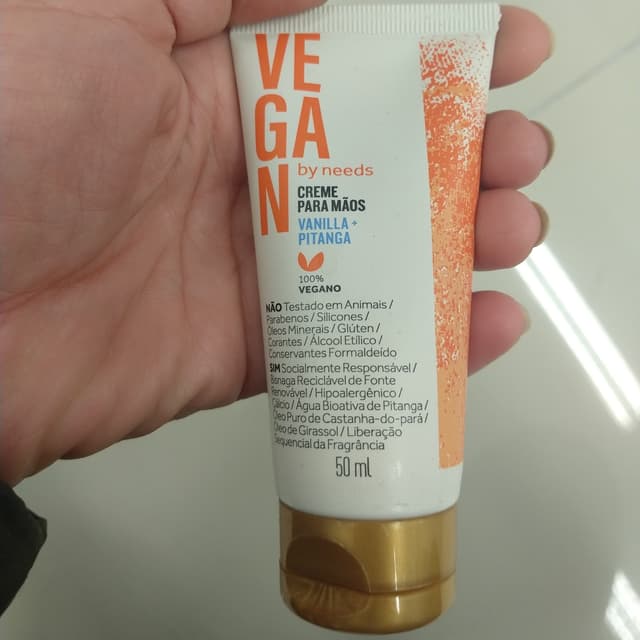 VE
GA
N
by needs
CREME
PARA MÃOS
VANILLA +
PITANGA
100%
VEGANO
NÃO Testado em Animais /
Parabenos / Silicones /
Óleos Minerais / Glúten /
Corantes / Álcool Etílico /
Conservantes Formaldeído
SIM Socialmente Responsável /
Bisnaga Reciclável de Fonte
Renovável / Hipoalergênico /
Cálcio / Água Bioativa de Pitanga /
Óleo Puro de Castanha-do-pará /
Óleo de Girassol / Liberação
Sequencial da Fragrância
50 ml